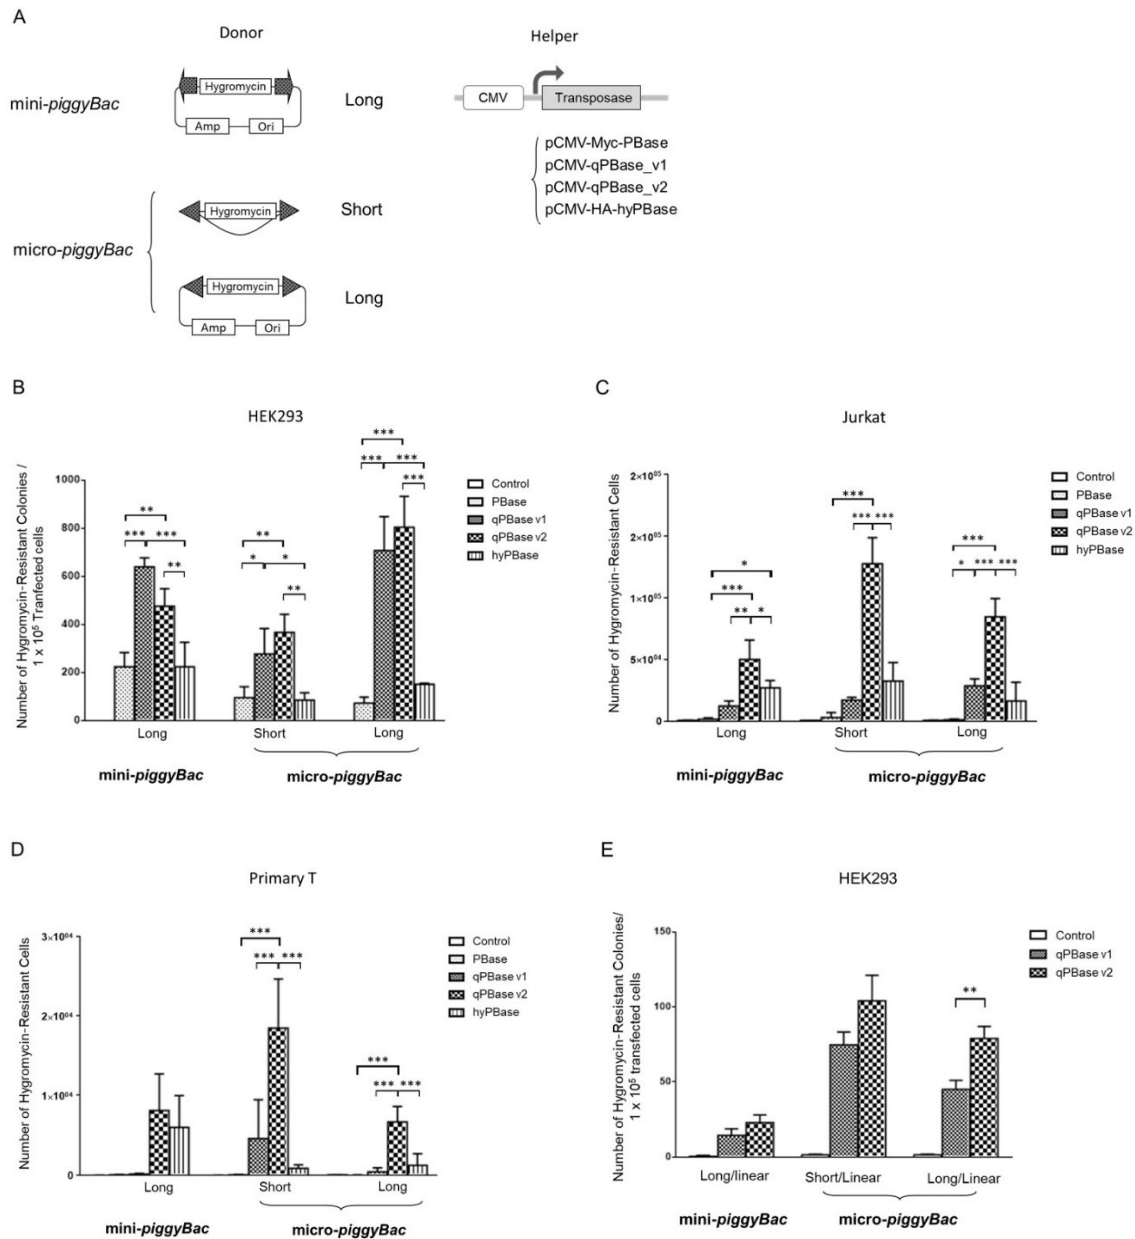 A
Donor
Helper
mini-piggyBac
Hygromycin
Amp
Ori
Long
CMV
Transposase
pCMV-Myc-PBase
pCMV-qPBase_v1
pCMV-qPBase_v2
pCMV-HA-hyPBase
micro-piggyBac
Hygromycin
Short
Hygromycin
Amp
Ori
Long
B
HEK293
Number of Hygromycin-Resistant Colonies /
1 x 10⁵ Tranfected cells
1000
800
600
400
200
0
***
***
***
***
**
***
***
**
**
*
*
**
Control
PBase
qPBase v1
qPBase v2
hyPBase
Long
Short
Long
mini-piggyBac
micro-piggyBac
C
Jurkat
Number of Hygromycin-Resistant Cells
2×10⁰⁵
2×10⁰⁵
1×10⁰⁵
5×10⁰⁴
0
*
***
**
*
***
***
***
***
*
***
***
Control
PBase
qPBase v1
qPBase v2
hyPBase
Long
Short
Long
mini-piggyBac
micro-piggyBac
D
Primary T
Number of Hygromycin-Resistant Cells
3×10⁰⁴
2×10⁰⁴
1×10⁰⁴
0
***
***
***
***
***
***
Control
PBase
qPBase v1
qPBase v2
hyPBase
Long
Short
Long
mini-piggyBac
micro-piggyBac
E
HEK293
Number of Hygromycin-Resistant Colonies/
1 x 10⁵ transfected cells
150
100
50
0
**
Control
qPBase v1
qPBase v2
Long/linear
Short/Linear
Long/Linear
mini-piggyBac
micro-piggyBac